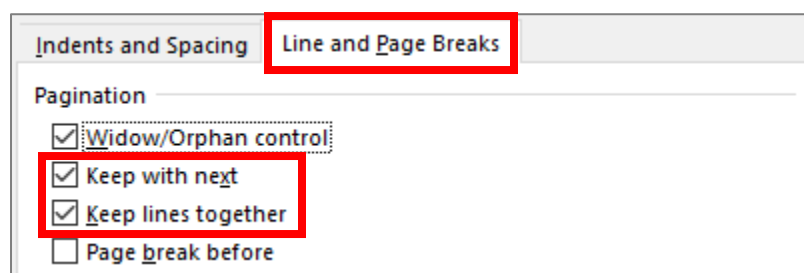 Indents and Spacing Line and Page Breaks
Pagination
Widow/Orphan control
Keep with next
Keep lines together
Page break before